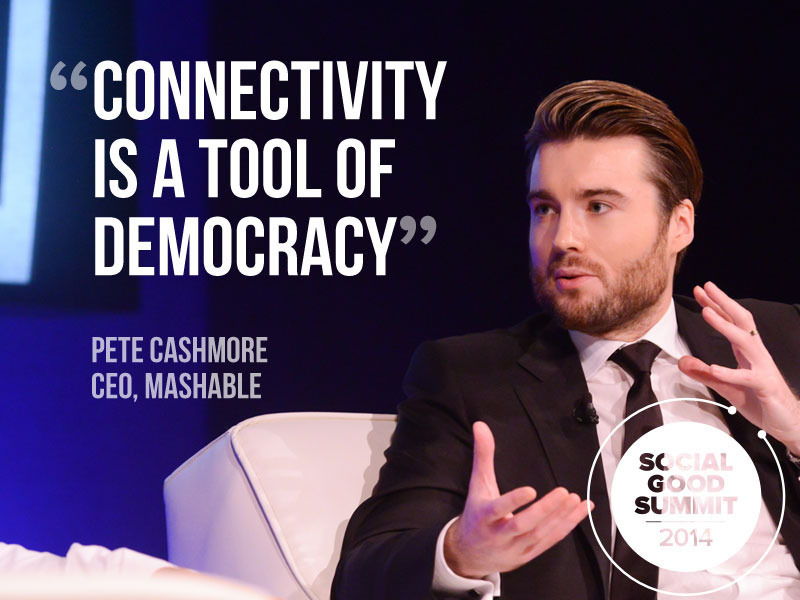 “CONNECTIVITY
IS A TOOL OF
DEMOCRACY”
PETE CASHMORE
CEO, MASHABLE
SOCIAL
GOOD
SUMMIT
2014